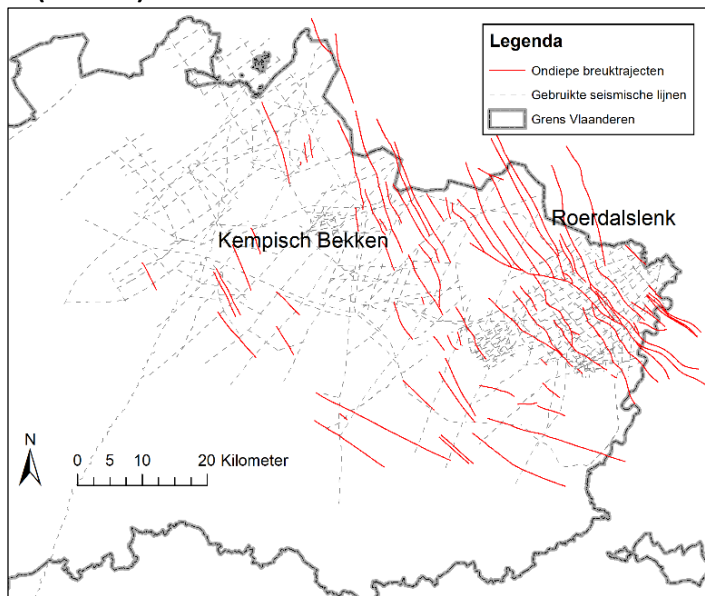 Legenda
Ondiepe breuktrajecten
Gebruikte seismische lijnen
Grens Vlaanderen
Roerdalslenk
Kempisch Bekken
N
0 5 10 20 Kilometer